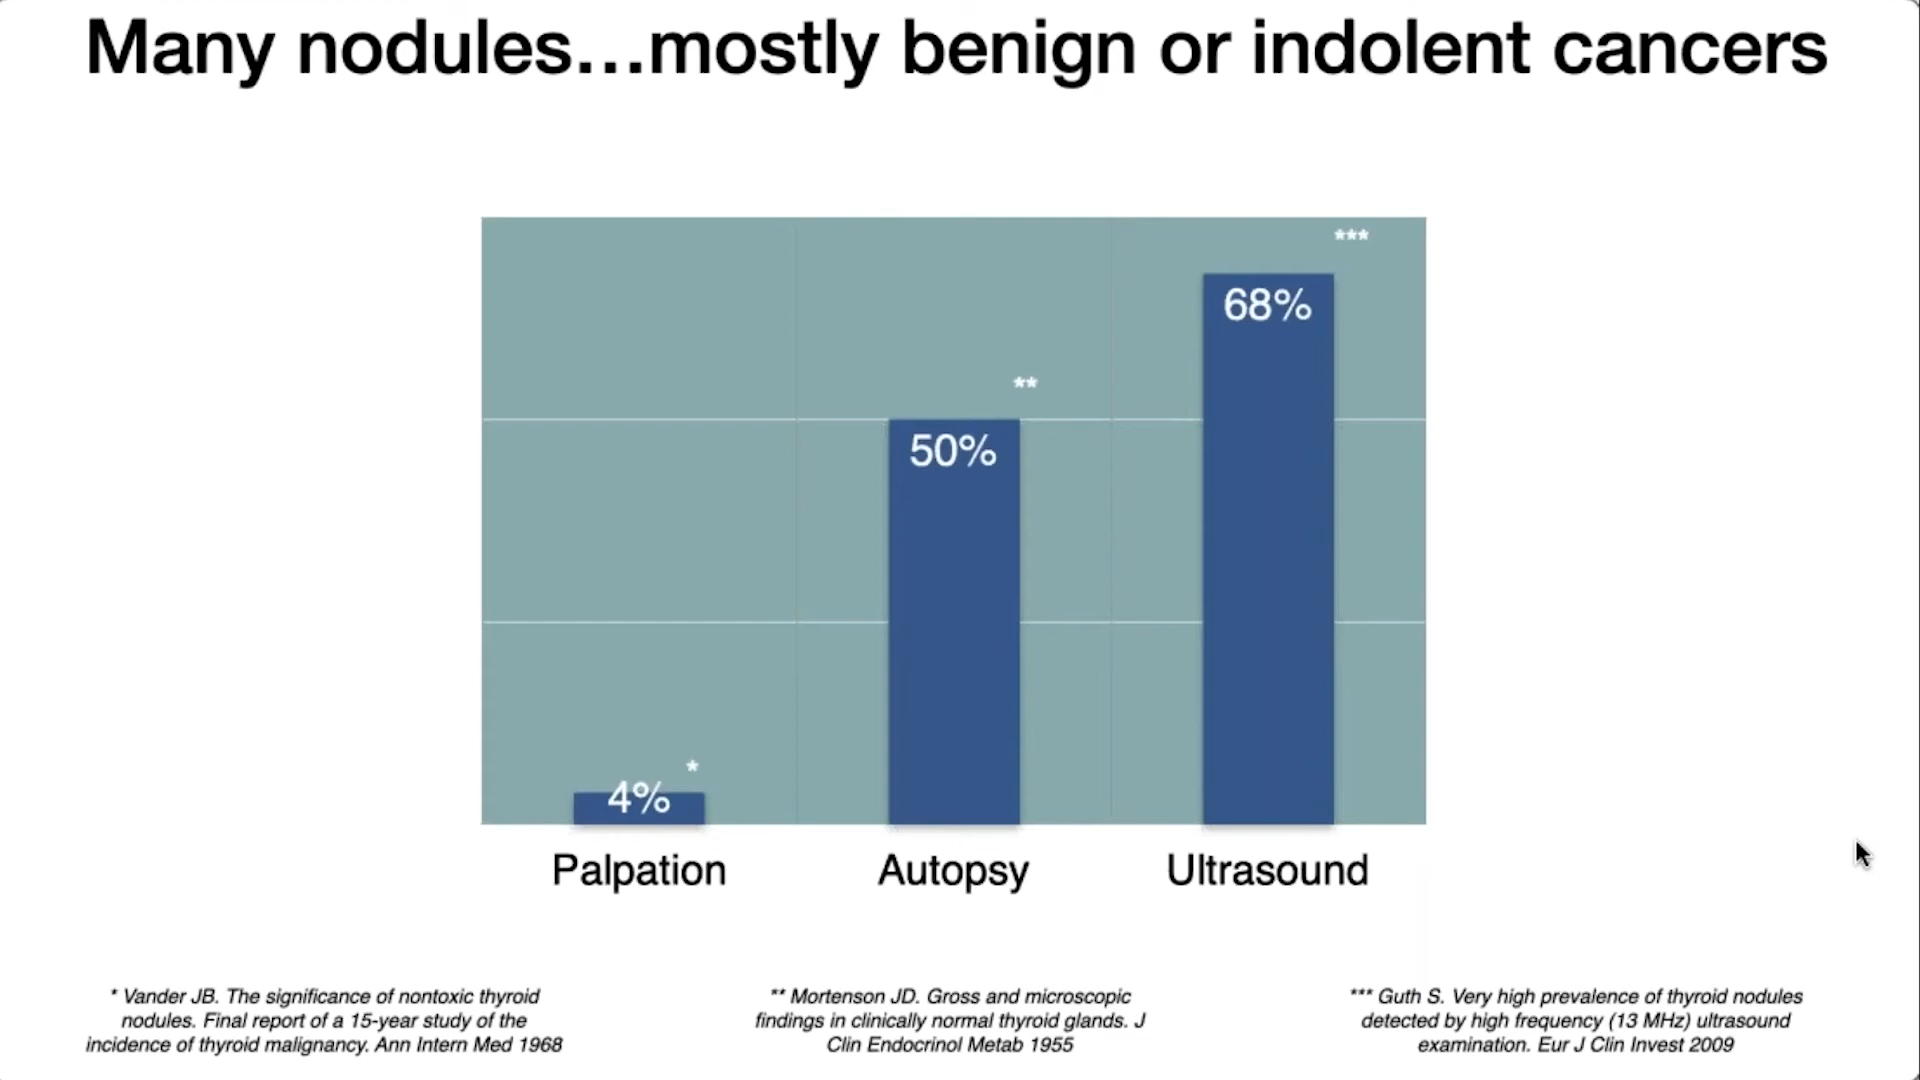 Many nodules...mostly benign or indolent cancers
***
68%
**
50%
*
4%
Palpation
Autopsy
Ultrasound
* Vander JB. The significance of nontoxic thyroid
nodules. Final report of a 15-year study of the
incidence of thyroid malignancy. Ann Intern Med 1968
** Mortenson JD. Gross and microscopic
findings in clinically normal thyroid glands. J
Clin Endocrinol Metab 1955
*** Guth S. Very high prevalence of thyroid nodules
detected by high frequency (13 MHz) ultrasound
examination. Eur J Clin Invest 2009